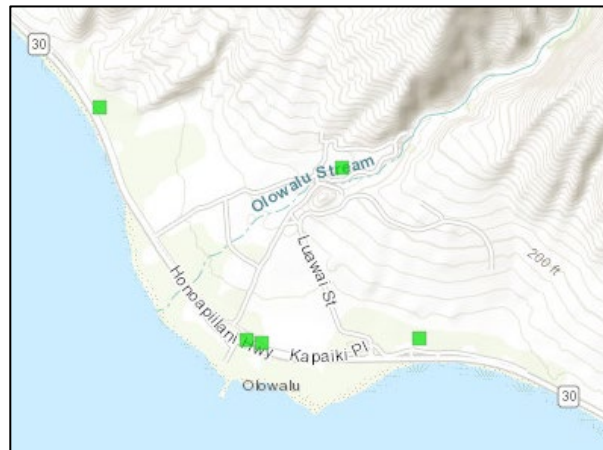 30
Olowalu Stream
Luawai St
200 ft
Honoapiilani Hwy
Kapaiki Pl
Olowalu
30